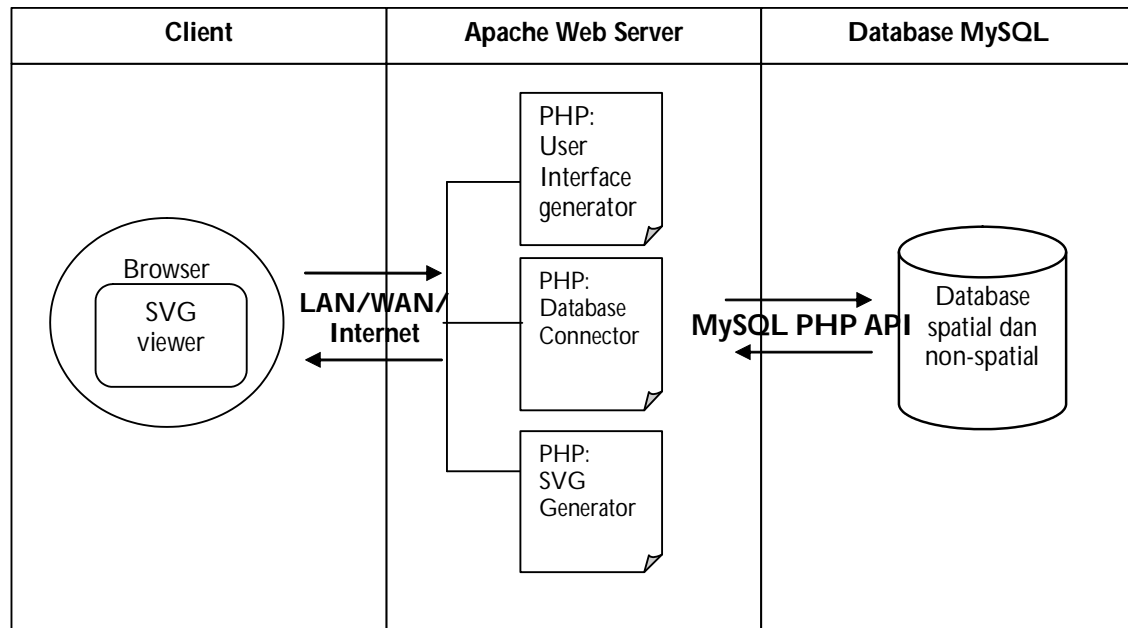 Client
Apache Web Server
Database MySQL
PHP:
User
Interface
generator
Browser
SVG
viewer
LAN/WAN/
Internet
PHP:
Database
Connector
MySQL PHP API
Database
spatial dan
non-spatial
PHP:
SVG
Generator